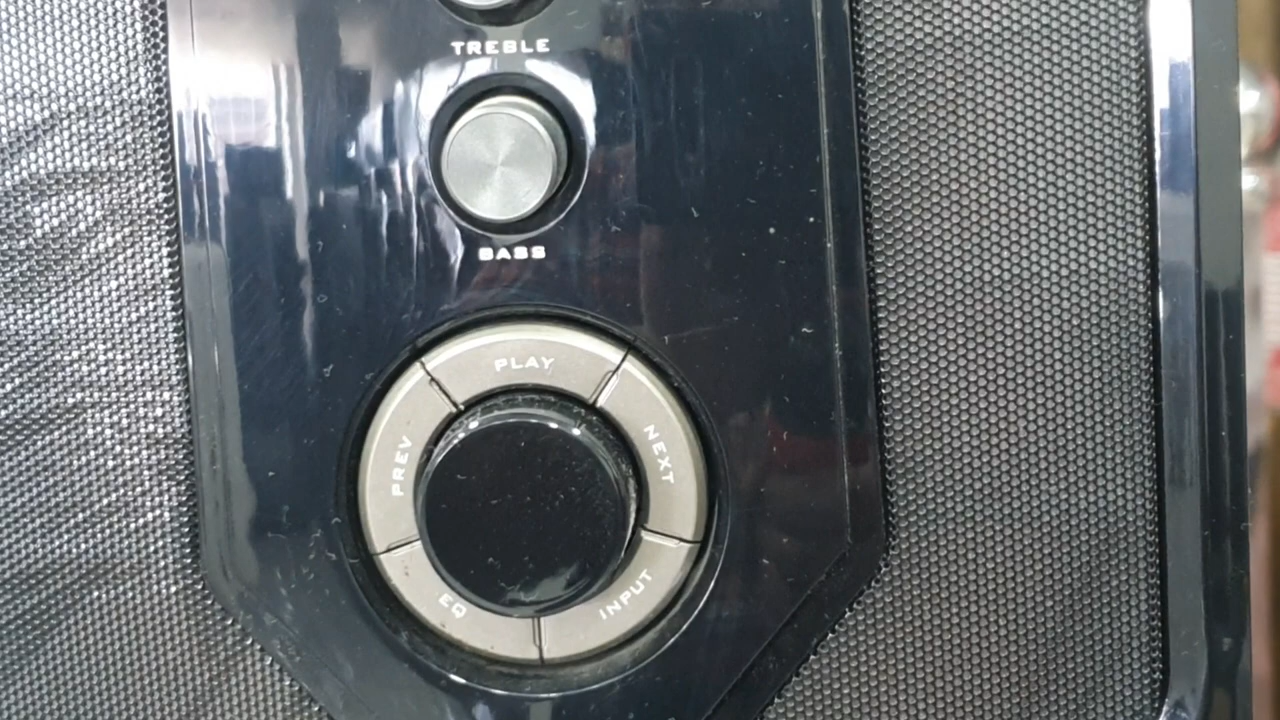 TREBLE
BASS
PLAY
PREV
NEXT
EQ
INPUT